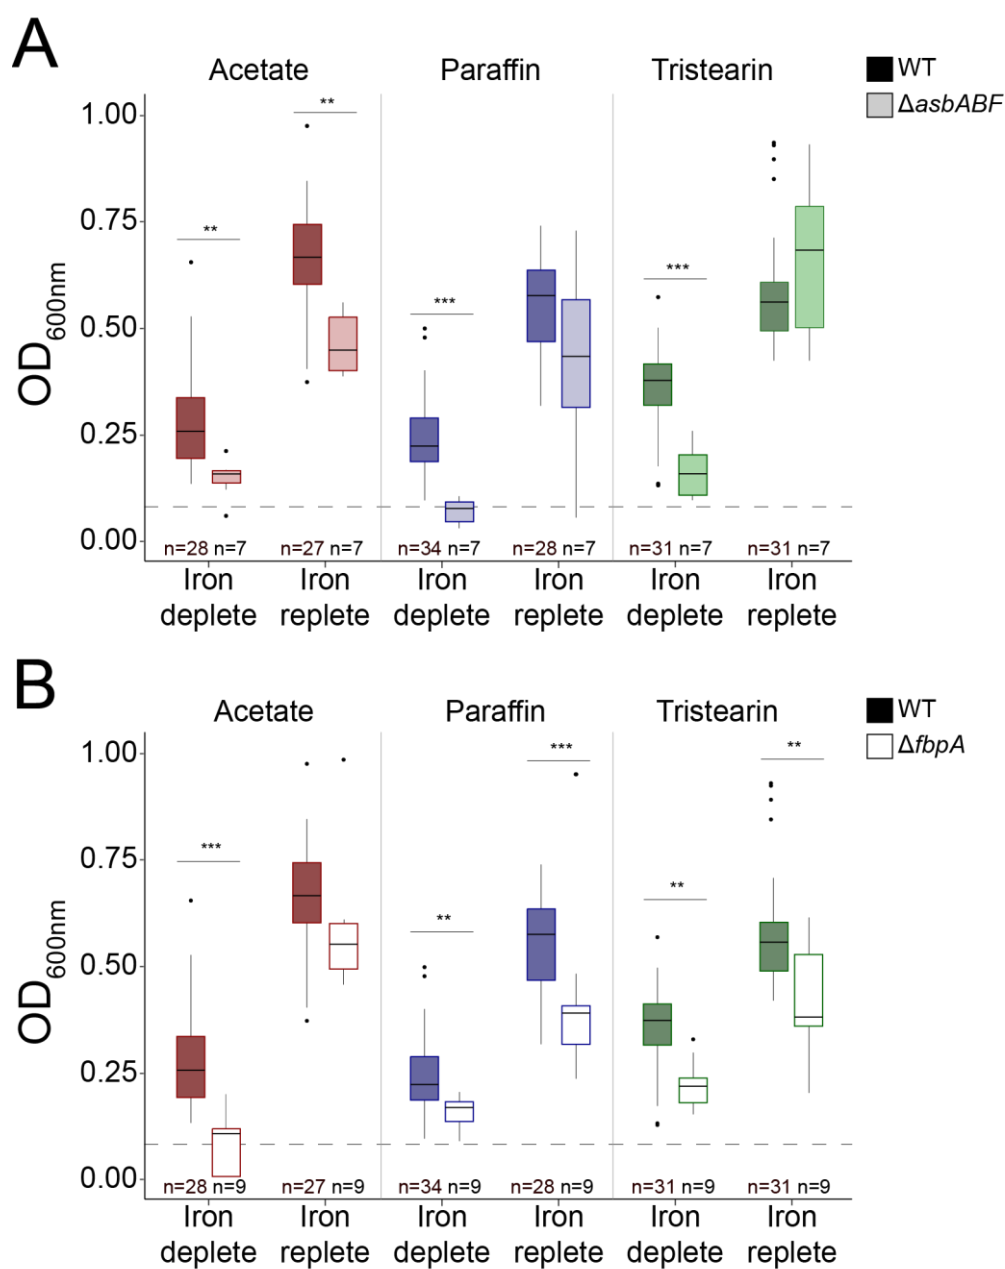 A
Acetate Paraffin Tristearin
WT
ΔasbABF
OD600nm
1.00
0.75
0.50
0.25
0.00
** ** *** ***
n=28 n=7 n=27 n=7 n=34 n=7 n=28 n=7 n=31 n=7 n=31 n=7
Iron Iron Iron Iron Iron Iron
deplete replete deplete replete deplete replete
B
Acetate Paraffin Tristearin
WT
ΔfbpA
OD600nm
1.00
0.75
0.50
0.25
0.00
*** ** *** ** **
n=28 n=9 n=27 n=9 n=34 n=9 n=28 n=9 n=31 n=9 n=31 n=9
Iron Iron Iron Iron Iron Iron
deplete replete deplete replete deplete replete